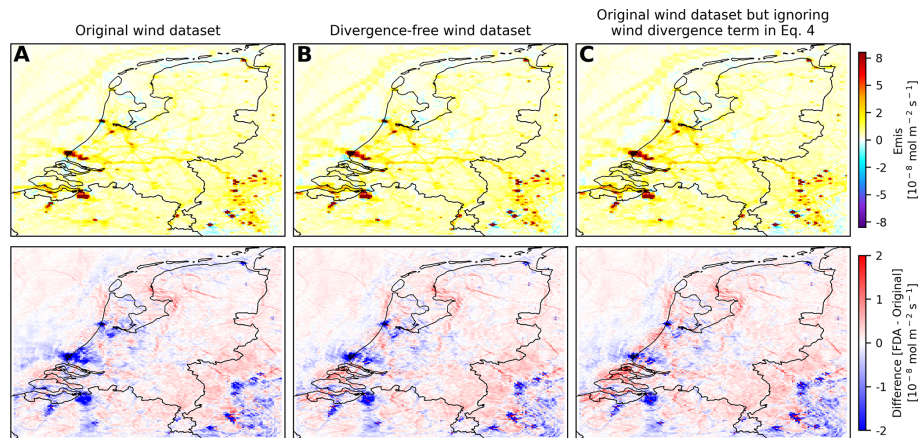 Original wind dataset
Divergence-free wind dataset
Original wind dataset but ignoring
wind divergence term in Eq. 4
A
B
C
8
5
2
0
-2
-5
-8
Emis
[10⁻⁸ mol m⁻² s⁻¹]
2
1
0
-1
-2
Difference [FDA - Original]
[10⁻⁸ mol m⁻² s⁻¹]